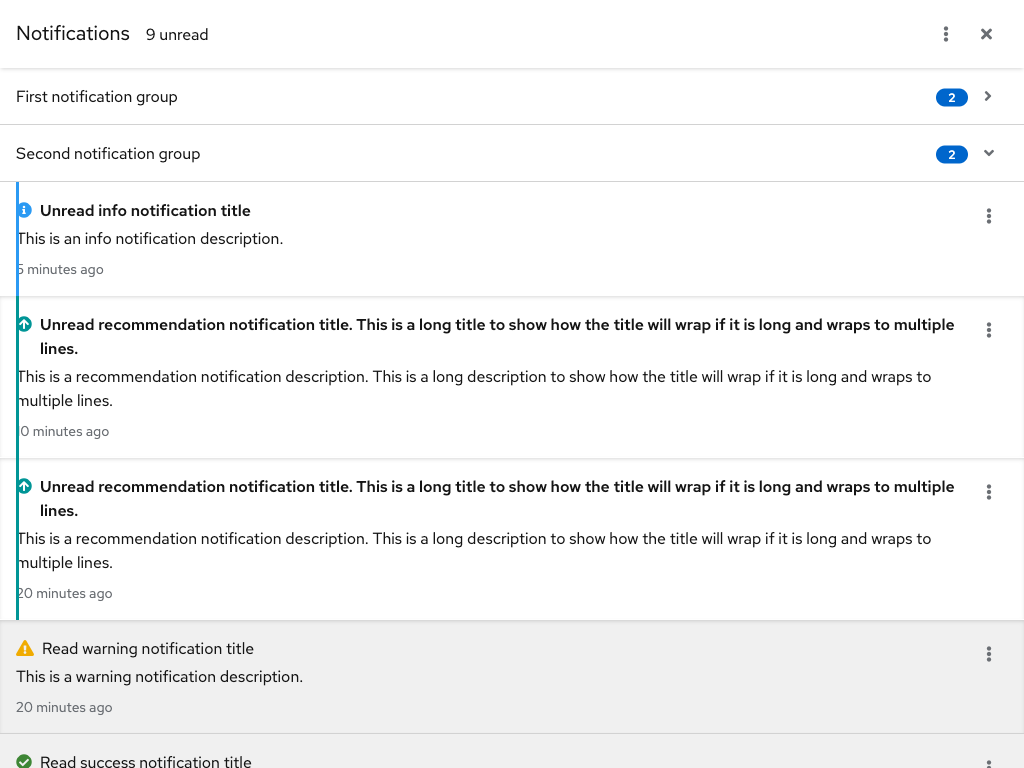 Notifications 9 unread
First notification group 2
Second notification group 2
Unread info notification title
This is an info notification description.
5 minutes ago
Unread recommendation notification title. This is a long title to show how the title will wrap if it is long and wraps to multiple
lines.
This is a recommendation notification description. This is a long description to show how the title will wrap if it is long and wraps to
multiple lines.
0 minutes ago
Unread recommendation notification title. This is a long title to show how the title will wrap if it is long and wraps to multiple
lines.
This is a recommendation notification description. This is a long description to show how the title will wrap if it is long and wraps to
multiple lines.
20 minutes ago
Read warning notification title
This is a warning notification description.
20 minutes ago
Read success notification title